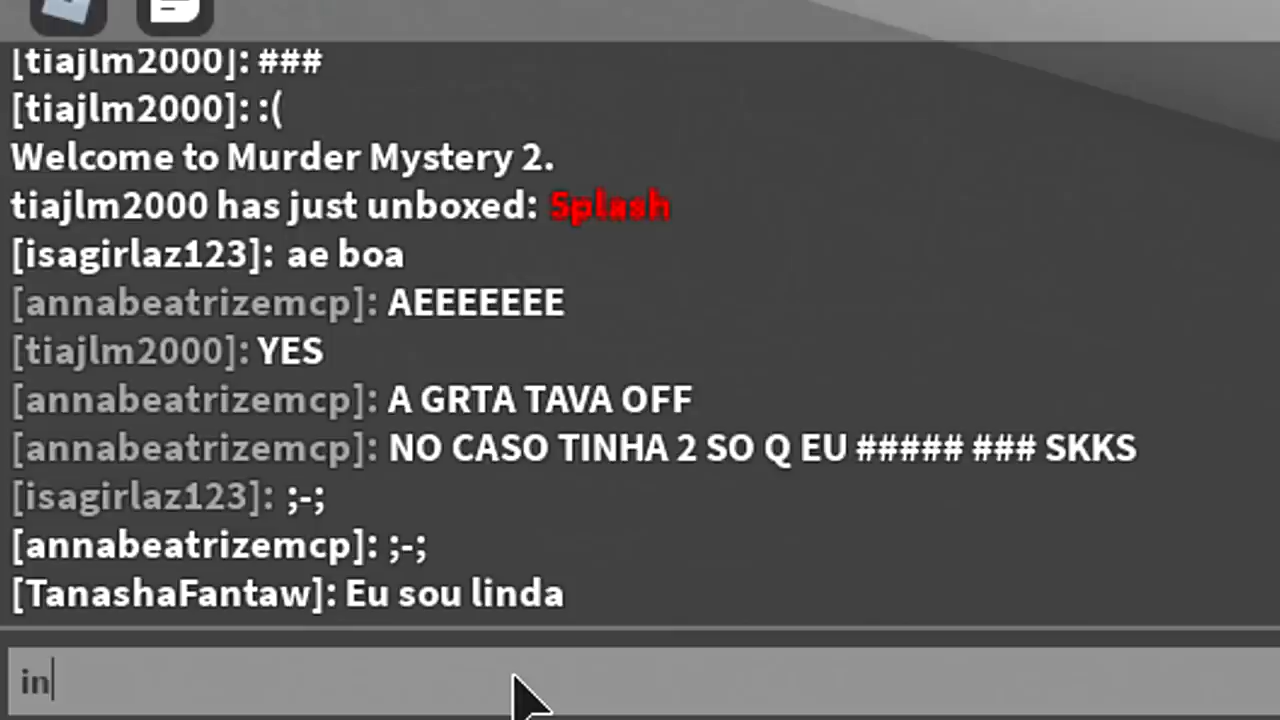 [tiajlm2000]: ###
[tiajlm2000]: :(
Welcome to Murder Mystery 2.
tiajlm2000 has just unboxed: Splash
[isagirlaz123]: ae boa
[annabeatrizemcp]: AEEEEEEE
[tiajlm2000]: YES
[annabeatrizemcp]: A GRTA TAVA OFF
[annabeatrizemcp]: NO CASO TINHA 2 SO Q EU ##### ### SKKS
[isagirlaz123]: ;-;
[annabeatrizemcp]: ;-;
[TanashaFantaw]: Eu sou linda
in